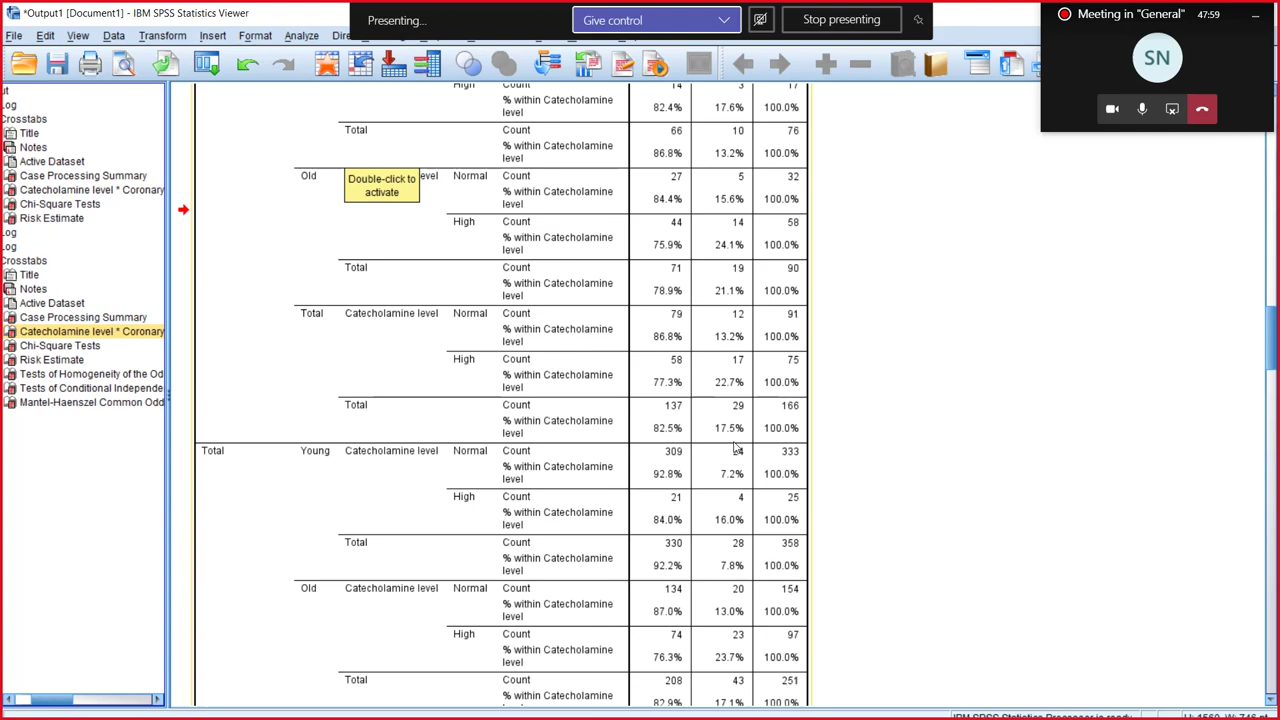 *Output1 [Document1] - IBM SPSS Statistics Viewer
Presenting...
Give control
Stop presenting
Meeting in "General"
47:59
SN
File Edit View Data Transform Insert Format Analyze
Crosstabs
Title
Notes
Active Dataset
Case Processing Summary
Catecholamine level * Coronary
Chi-Square Tests
Risk Estimate
Crosstabs
Title
Notes
Active Dataset
Case Processing Summary
Catecholamine level * Coronary
Chi-Square Tests
Risk Estimate
Tests of Homogeneity of the Od
Tests of Conditional Independe
Mantel-Haenszel Common Odd
High Count 14 3 17
% within Catecholamine level 82.4% 17.6% 100.0%
Total Count 66 10 76
% within Catecholamine level 86.8% 13.2% 100.0%
Double-click to activate
Old Normal Count 27 5 32
% within Catecholamine level 84.4% 15.6% 100.0%
High Count 44 14 58
% within Catecholamine level 75.9% 24.1% 100.0%
Total Count 71 19 90
% within Catecholamine level 78.9% 21.1% 100.0%
Total Catecholamine level Normal Count 79 12 91
% within Catecholamine level 86.8% 13.2% 100.0%
High Count 58 17 75
% within Catecholamine level 77.3% 22.7% 100.0%
Total Count 137 29 166
% within Catecholamine level 82.5% 17.5% 100.0%
Total Young Catecholamine level Normal Count 309 333
% within Catecholamine level 92.8% 7.2% 100.0%
High Count 21 4 25
% within Catecholamine level 84.0% 16.0% 100.0%
Total Count 330 28 358
% within Catecholamine level 92.2% 7.8% 100.0%
Old Catecholamine level Normal Count 134 20 154
% within Catecholamine level 87.0% 13.0% 100.0%
High Count 74 23 97
% within Catecholamine level 76.3% 23.7% 100.0%
Total Count 208 43 251
% within Catecholamine level 82.9% 17.1% 100.0%